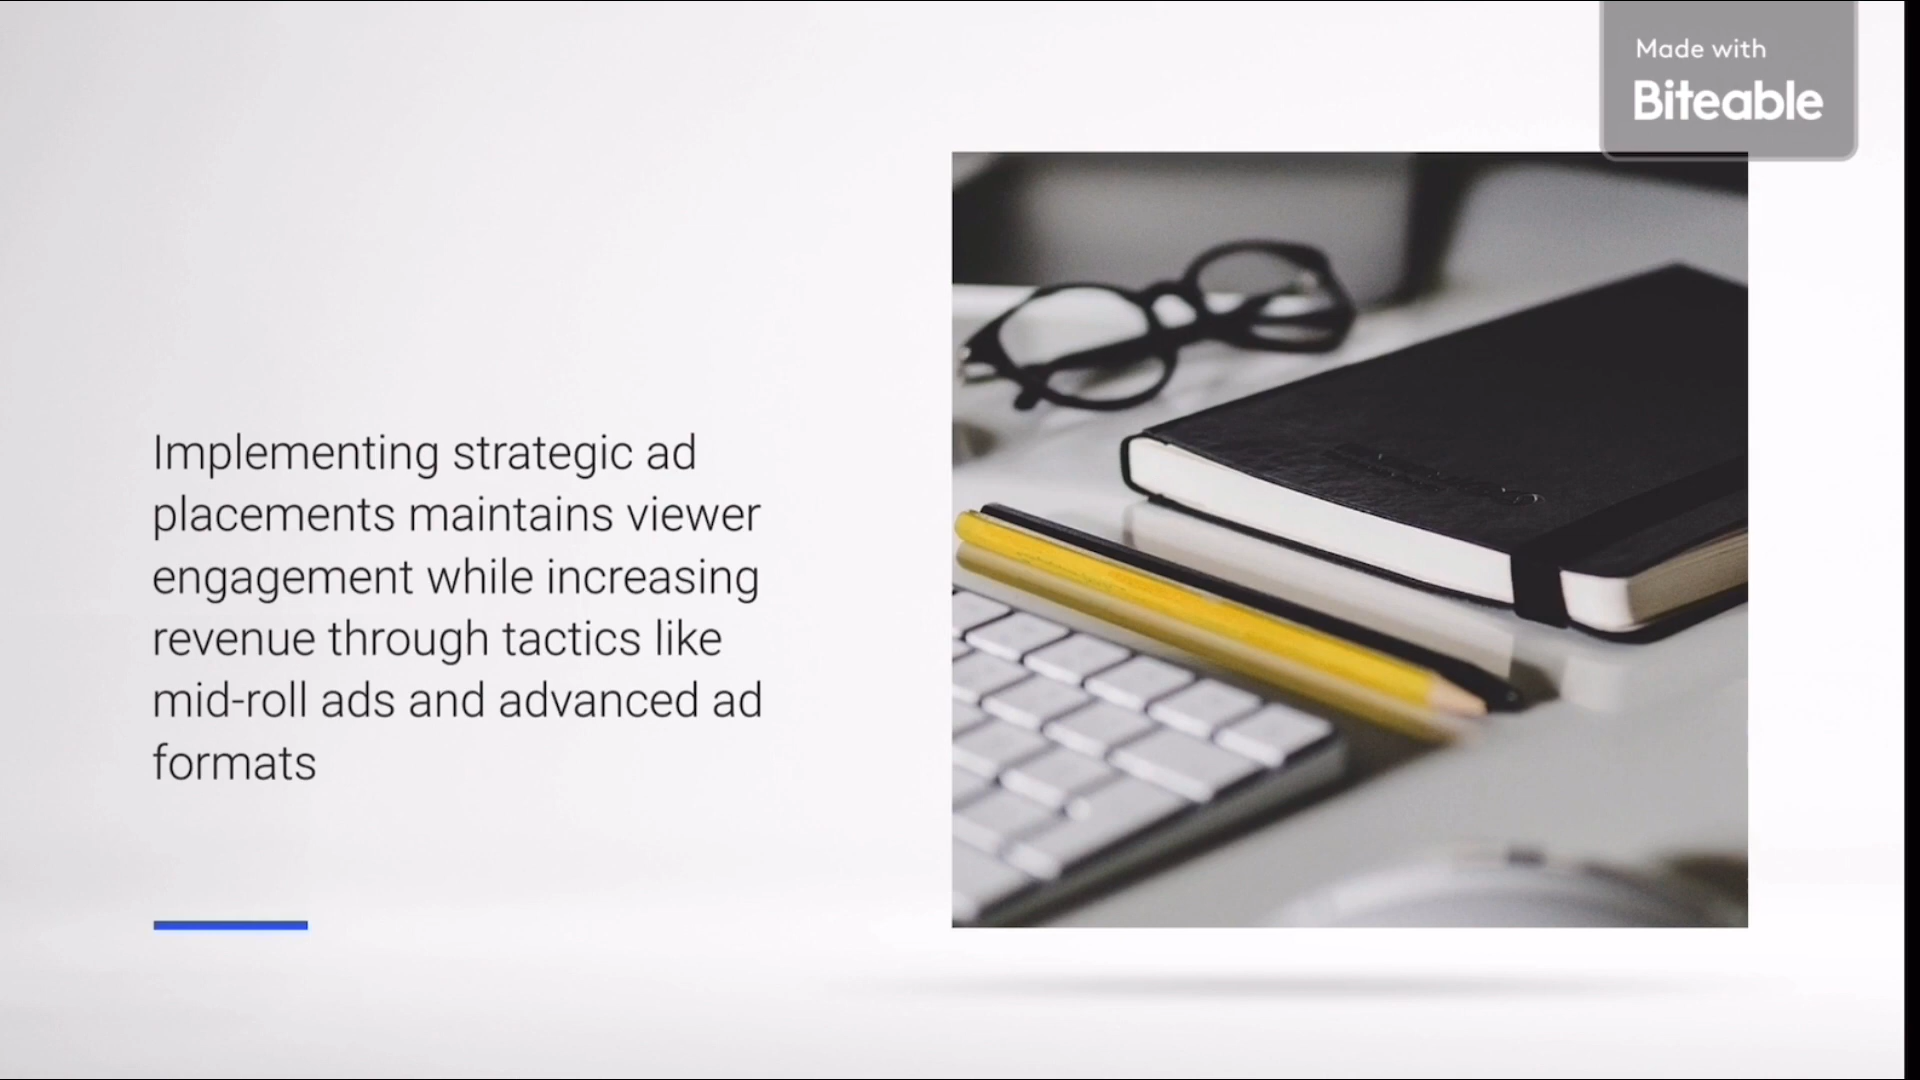 Made with
Biteable
Implementing strategic ad
placements maintains viewer
engagement while increasing
revenue through tactics like
mid-roll ads and advanced ad
formats